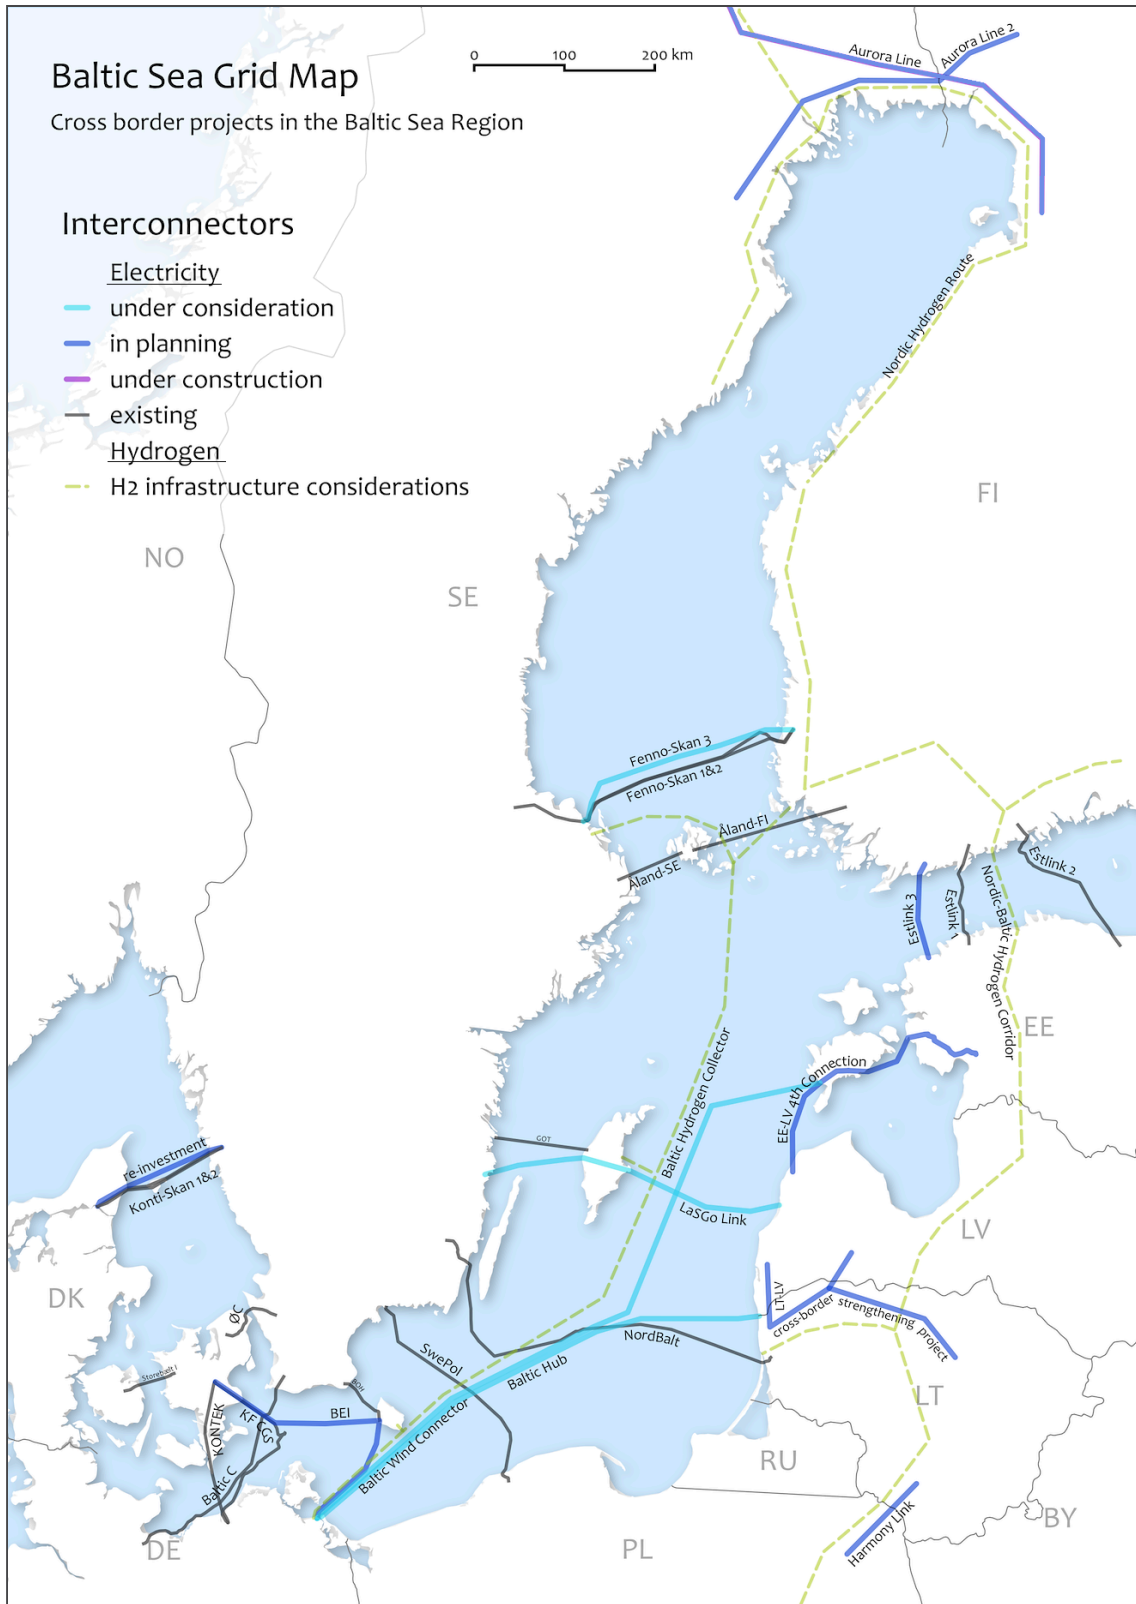 Baltic Sea Grid Map
Cross border projects in the Baltic Sea Region
0 100 200 km
Interconnectors
Electricity
under consideration
in planning
under construction
existing
Hydrogen
H2 infrastructure considerations
Aurora Line
Aurora Line 2
Nordic Hydrogen Route
FI
NO
SE
Fenno-Skan 3
Fenno-Skan 1&2
Åland-FI
Åland-SE
Estlink 3
Estlink 1
Nordic-Baltic Hydrogen Corridor
Estlink 2
EE
EE-LV 4th Connection
Baltic Hydrogen Collector
GOT
re-investment
Konti-Skan 1&2
LaSGo Link
LV
DK
ØC
LT-LV
cross-border strengthening project
NordBalt
SwePol
Baltic Hub
Storebælt I
BOH
KONTEK
KF CGS
BEI
Baltic Wind Connector
Baltic C
LT
RU
Harmony Link
BY
DE
PL